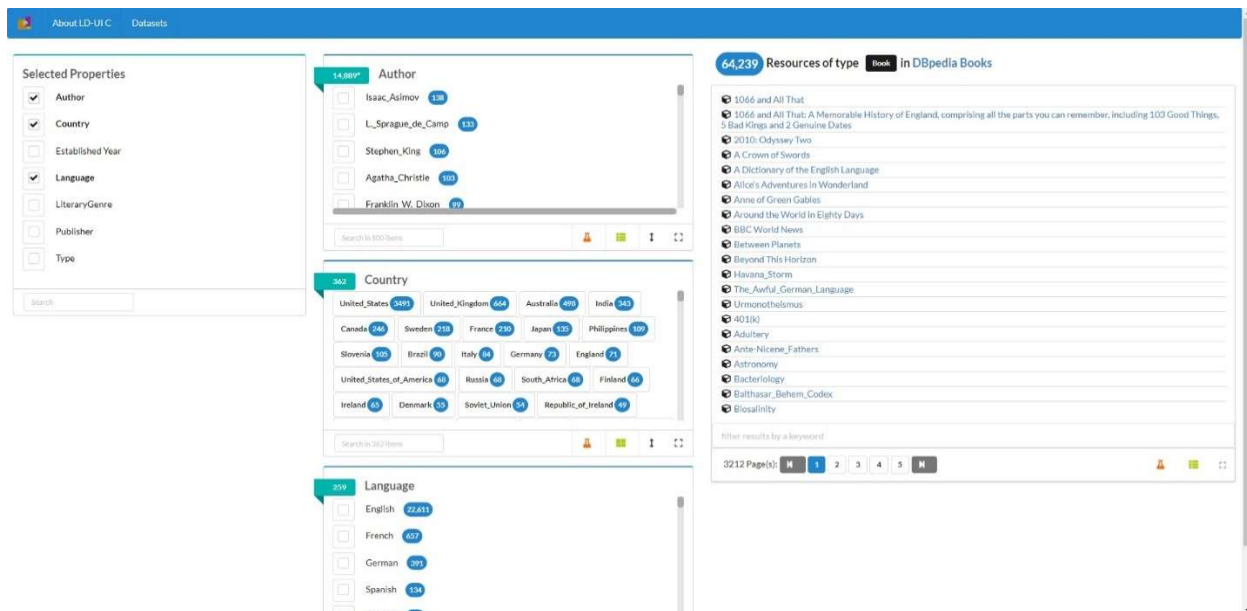 About LD-UI C Datasets
Selected Properties
Author
Country
Established Year
Language
LiteraryGenre
Publisher
Type
Search
14,889*
Author
Isaac_Asimov 138
L._Sprague_de_Camp 133
Stephen_King 106
Agatha_Christie 103
Franklin W. Dixon 99
Search in 100 items
362
Country
United_States 3491 United_Kingdom 664 Australia 498 India 343
Canada 246 Sweden 218 France 210 Japan 135 Philippines 109
Slovenia 105 Brazil 90 Italy 84 Germany 73 England 71
United_States_of_America 68 Russia 68 South_Africa 68 Finland 66
Ireland 65 Denmark 55 Soviet_Union 54 Republic_of_Ireland 49
Search in 362 items
259
Language
English 22,611
French 657
German 391
Spanish 134
64,239 Resources of type Book in DBpedia Books
1066 and All That
1066 and All That: A Memorable History of England, comprising all the parts you can remember, including 103 Good Things,
5 Bad Kings and 2 Genuine Dates
2010: Odyssey Two
A Crown of Swords
A Dictionary of the English Language
Alice's Adventures in Wonderland
Anne of Green Gables
Around the World in Eighty Days
BBC World News
Between Planets
Beyond This Horizon
Havana_Storm
The_Awful_German_Language
Urmonotheismus
401(k)
Adultery
Ante-Nicene_Fathers
Astronomy
Bacteriology
Balthasar_Behem_Codex
Biosalinity
filter results by a keyword
3212 Page(s): 1 2 3 4 5